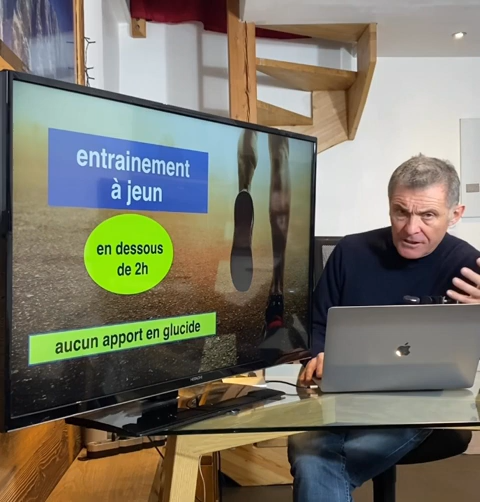 entrainement
à jeun
en dessous
de 2h
aucun apport en glucide